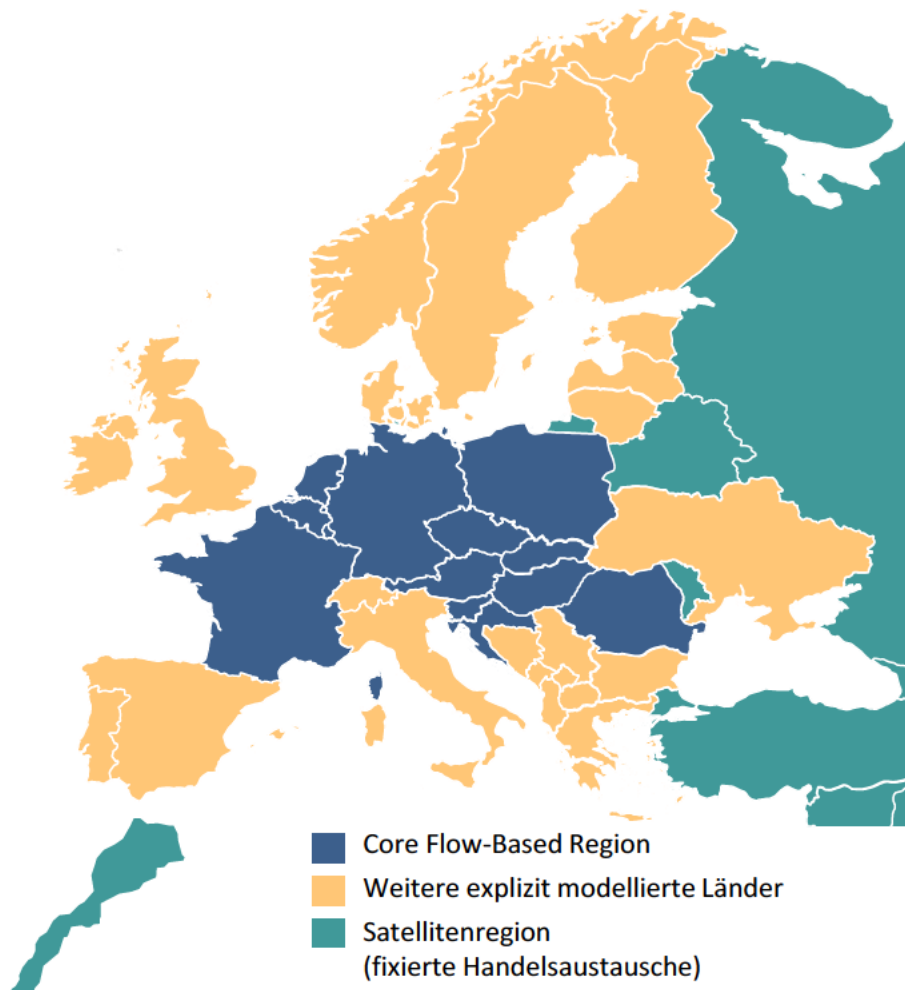 Core Flow-Based Region
Weitere explizit modellierte Länder
Satellitenregion
(fixierte Handelsaustausche)